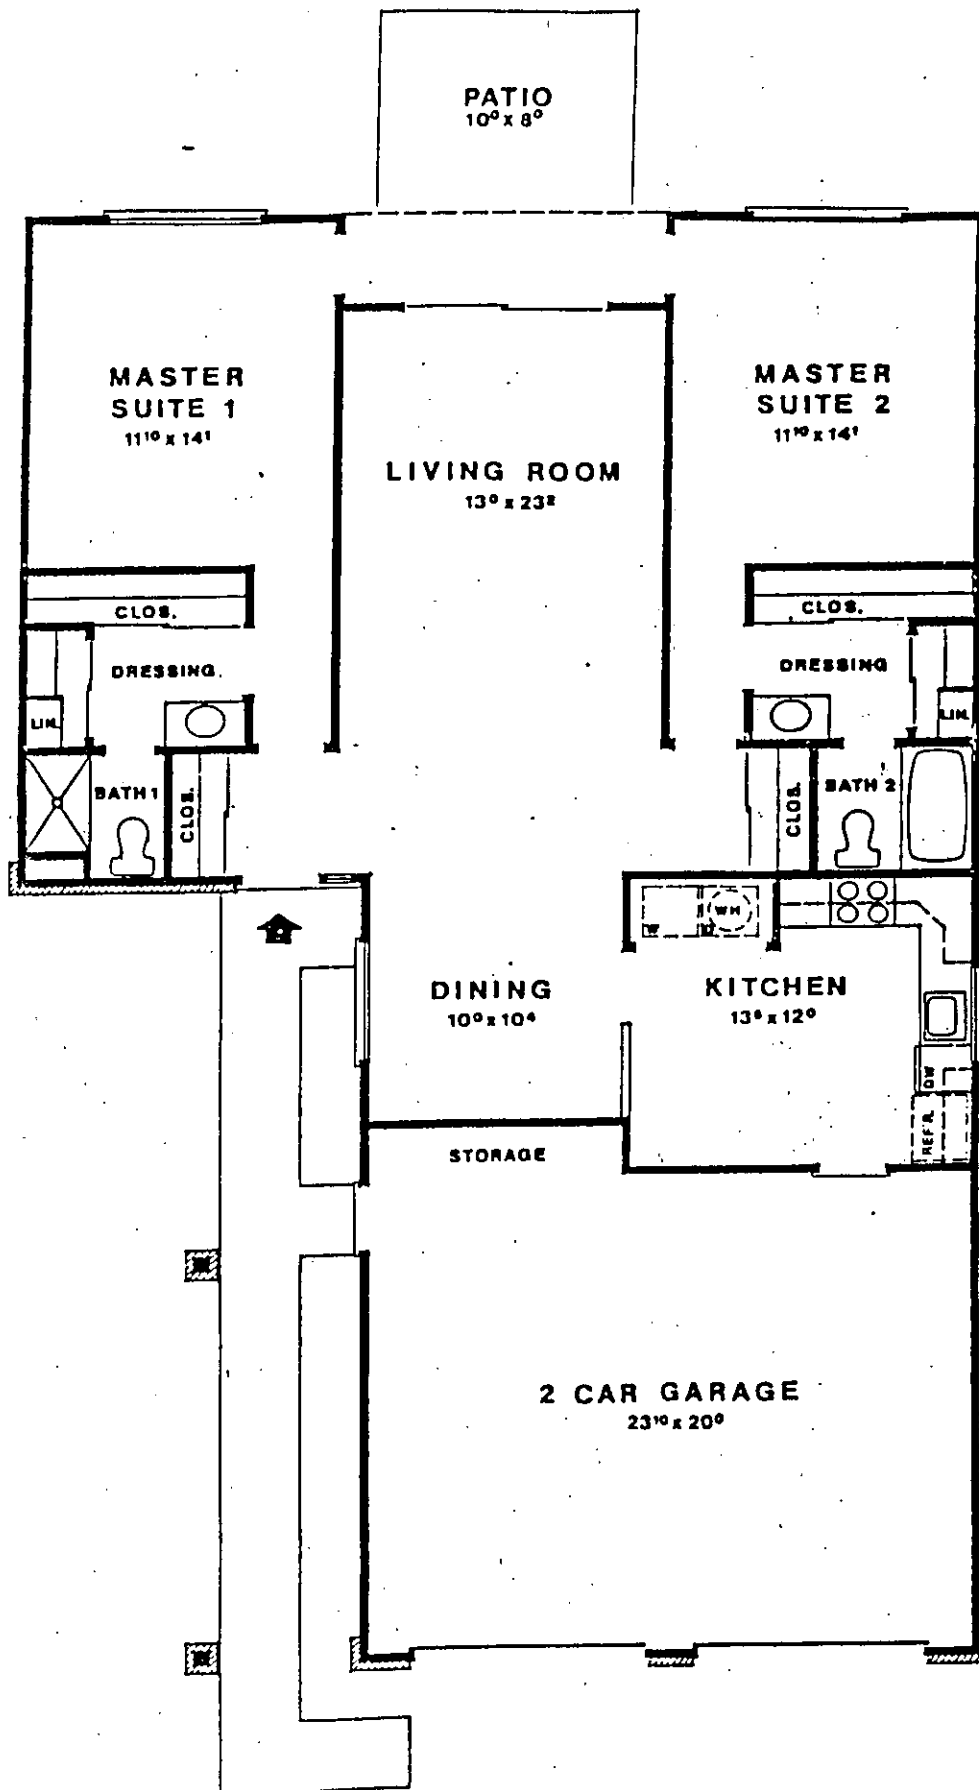 PATIO
10⁰ x 8⁰
MASTER
SUITE 1
11¹⁰ x 14¹
MASTER
SUITE 2
11¹⁰ x 14¹
LIVING ROOM
13⁰ x 23²
CLOS.
CLOS.
DRESSING.
DRESSING
LIN.
LIN.
BATH 1
CLOS.
CLOS.
BATH 2
W
D
WH
DINING
10⁰ x 10⁴
KITCHEN
13⁶ x 12⁰
DW
REF'R.
STORAGE
2 CAR GARAGE
23¹⁰ x 20⁰